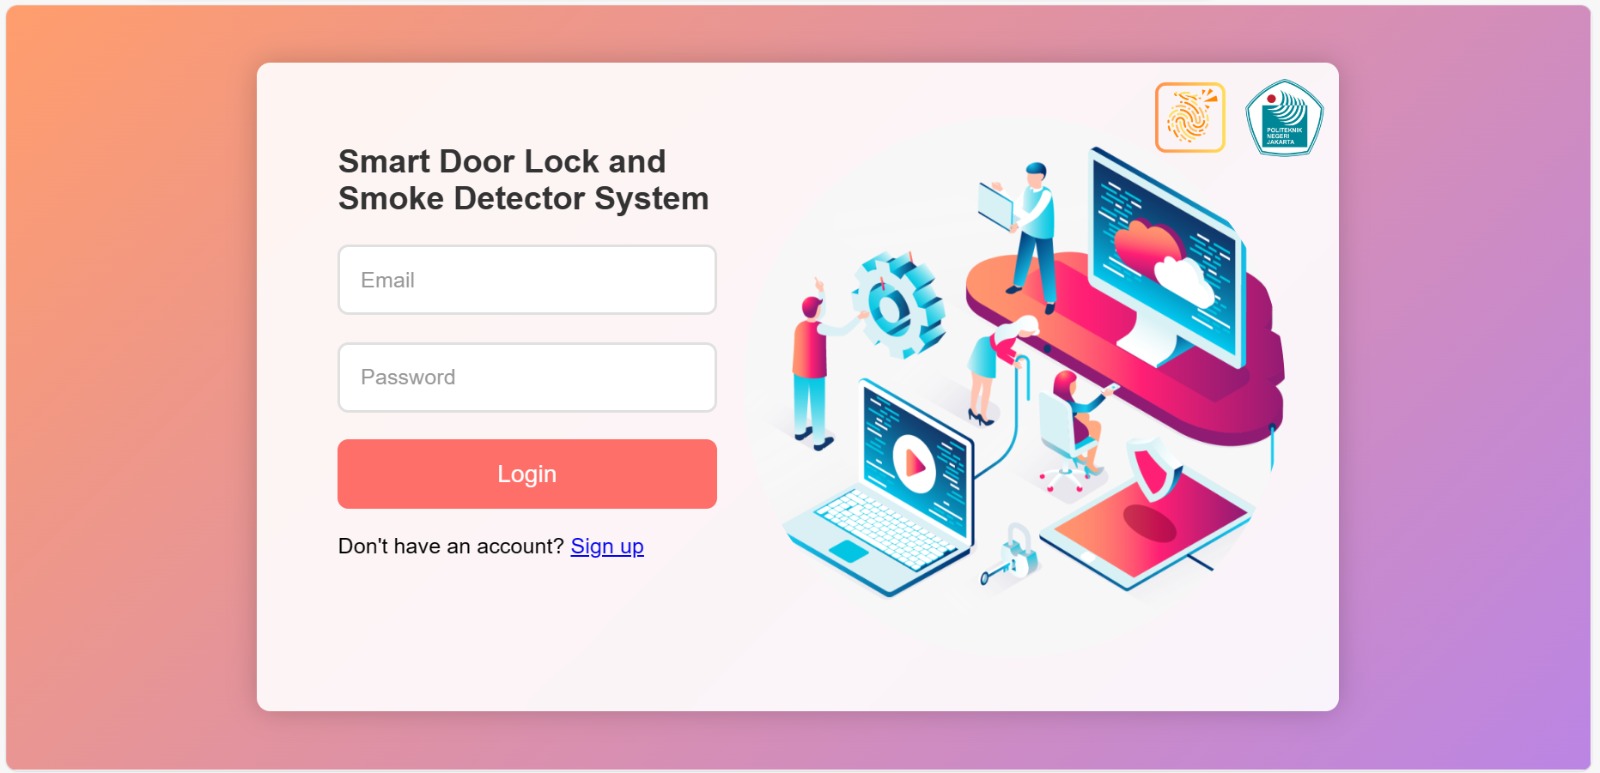 POLITEKNIK
NEGERI
JAKARTA
Smart Door Lock and
Smoke Detector System
Email
Password
Login
Don't have an account? Sign up